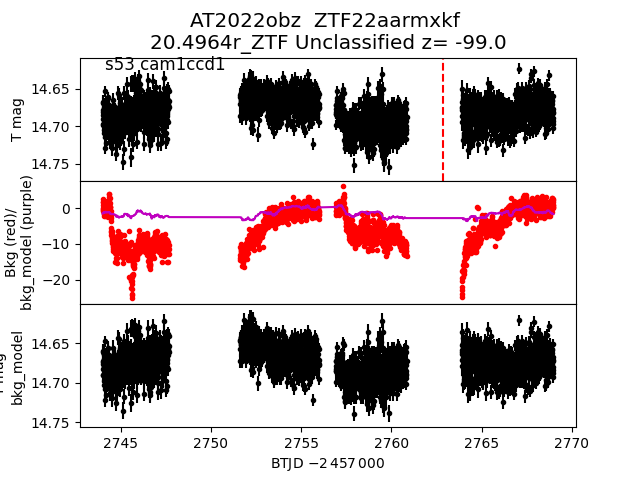 AT2022obz  ZTF22aarmxkf
20.4964r_ZTF Unclassified z= -99.0
s53 cam1ccd1
14.65
14.70
14.75
T mag
0
−10
−20
Bkg (red)/
bkg_model (purple)
14.65
14.70
14.75
mag
bkg_model
2745 2750 2755 2760 2765 2770
BTJD −2 457 000